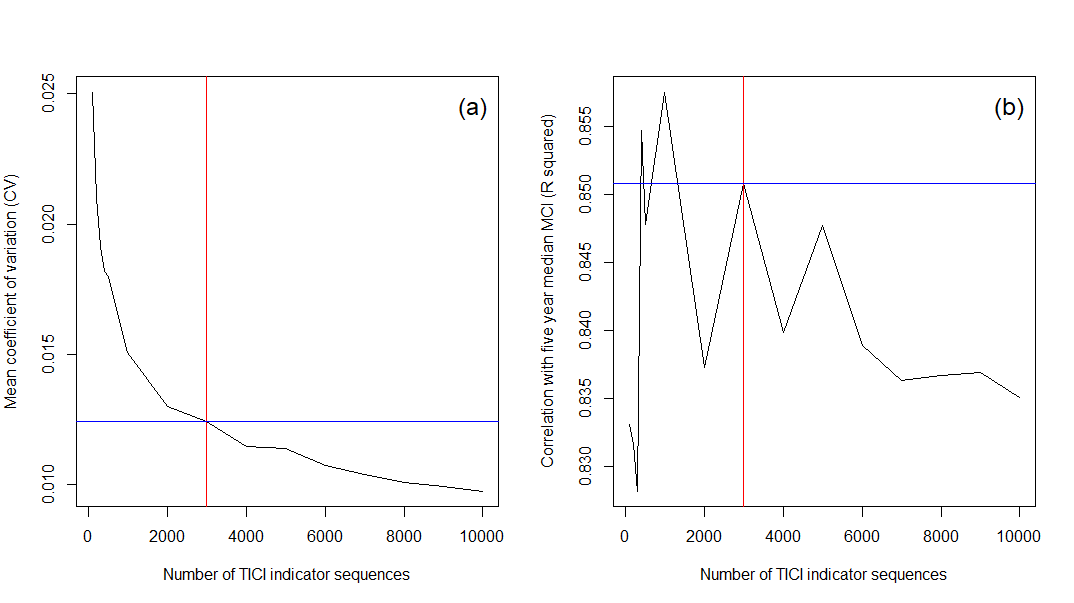 (a)
Mean coefficient of variation (CV)
0.025
0.020
0.015
0.010
0 2000 4000 6000 8000 10000
Number of TICI indicator sequences
(b)
Correlation with five year median MCI (R squared)
0.855
0.850
0.845
0.840
0.835
0.830
0 2000 4000 6000 8000 10000
Number of TICI indicator sequences